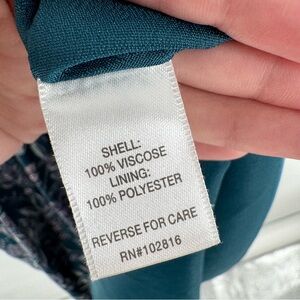 SHELL:
100% VISCOSE
LINING:
100% POLYESTER
REVERSE FOR CARE
RN#102816